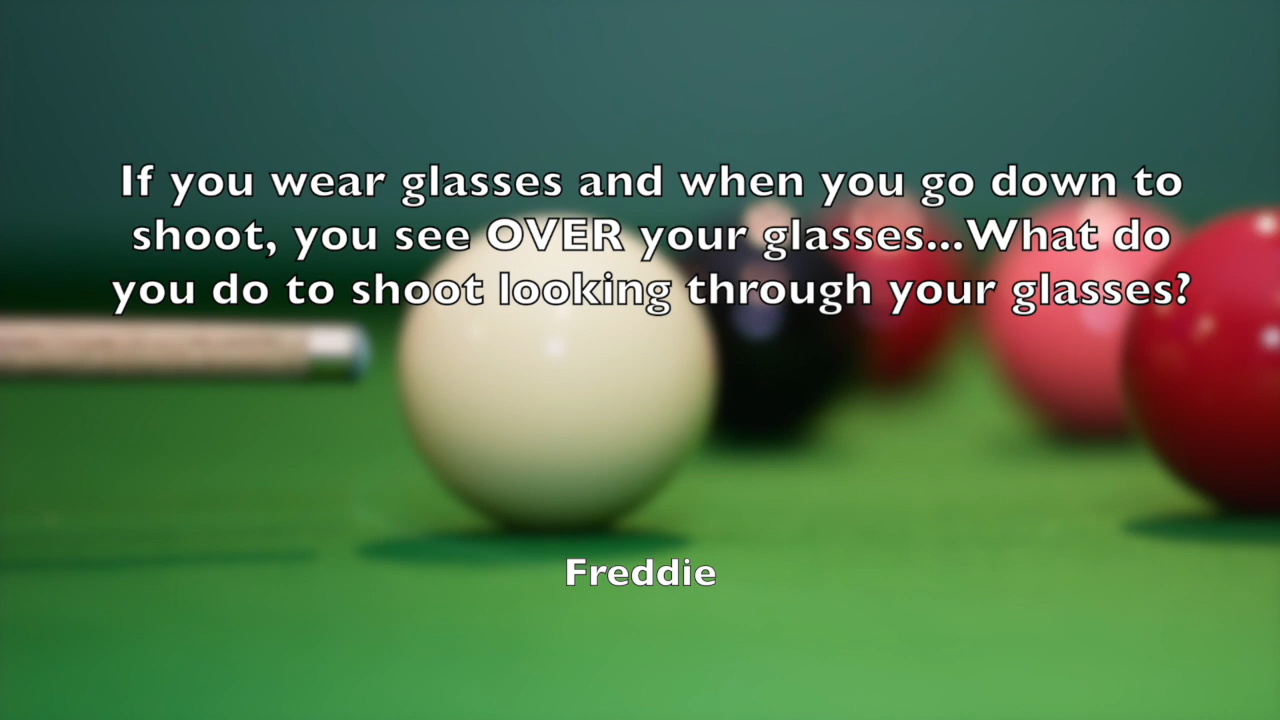 If you wear glasses and when you go down to
shoot, you see OVER your glasses...What do
you do to shoot looking through your glasses?
Freddie